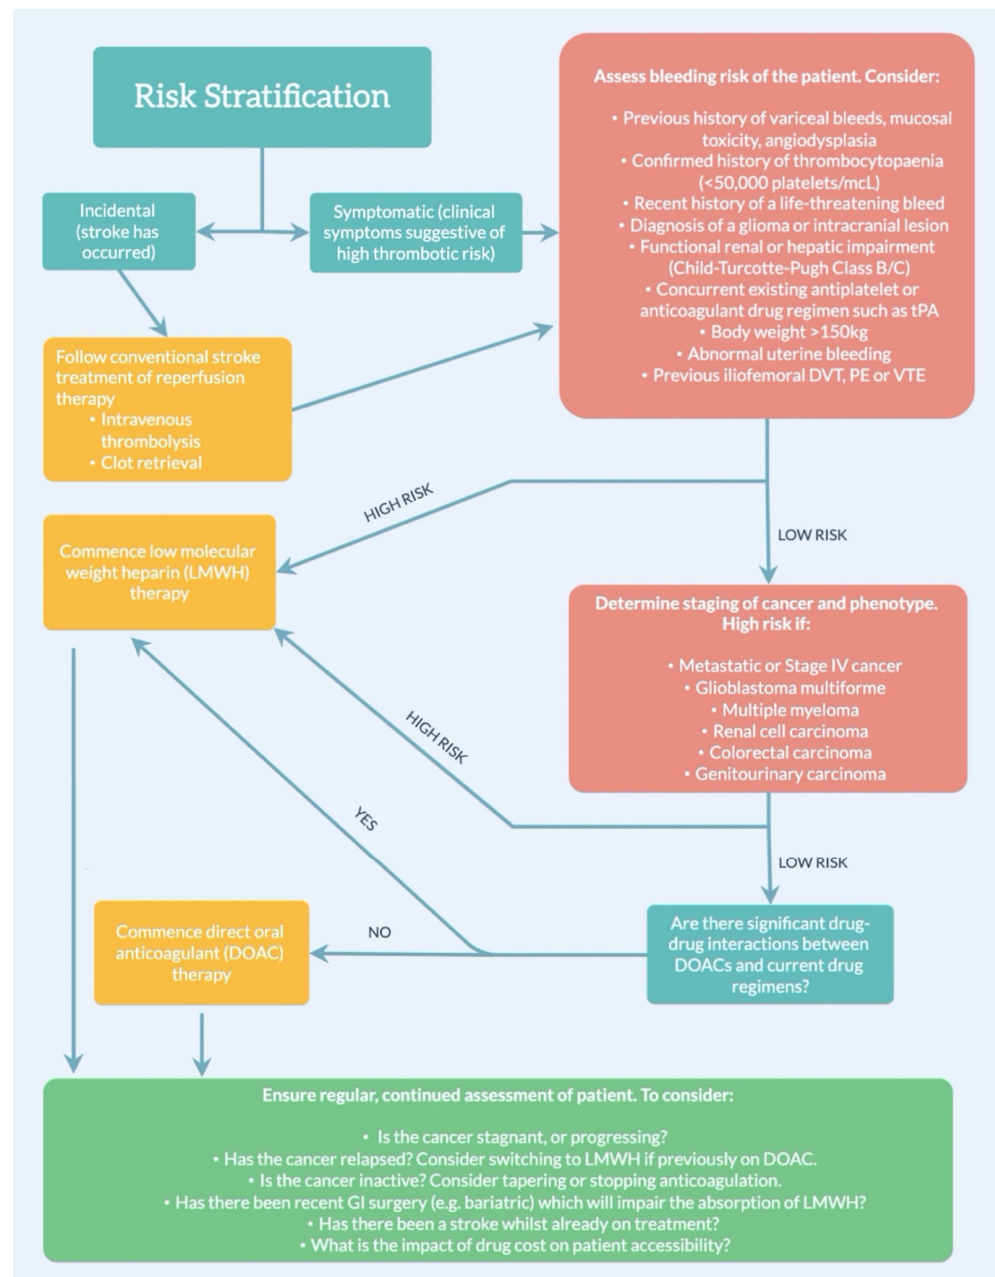 Risk Stratification
Incidental
(stroke has
occurred)
Symptomatic (clinical
symptoms suggestive of
high thrombotic risk)
Assess bleeding risk of the patient. Consider:
• Previous history of variceal bleeds, mucosal
toxicity, angiodysplasia
• Confirmed history of thrombocytopaenia
(<50,000 platelets/mcL)
• Recent history of a life-threatening bleed
• Diagnosis of a glioma or intracranial lesion
• Functional renal or hepatic impairment
(Child-Turcotte-Pugh Class B/C)
• Concurrent existing antiplatelet or
anticoagulant drug regimen such as tPA
• Body weight >150kg
• Abnormal uterine bleeding
• Previous iliofemoral DVT, PE or VTE
Follow conventional stroke
treatment of reperfusion
therapy
• Intravenous
thrombolysis
• Clot retrieval
HIGH RISK
LOW RISK
Commence low molecular
weight heparin (LMWH)
therapy
Determine staging of cancer and phenotype.
High risk if:
• Metastatic or Stage IV cancer
• Glioblastoma multiforme
• Multiple myeloma
• Renal cell carcinoma
• Colorectal carcinoma
• Genitourinary carcinoma
HIGH RISK
YES
LOW RISK
Commence direct oral
anticoagulant (DOAC)
therapy
NO
Are there significant drug-
drug interactions between
DOACs and current drug
regimens?
Ensure regular, continued assessment of patient. To consider:
• Is the cancer stagnant, or progressing?
• Has the cancer relapsed? Consider switching to LMWH if previously on DOAC.
• Is the cancer inactive? Consider tapering or stopping anticoagulation.
• Has there been recent GI surgery (e.g. bariatric) which will impair the absorption of LMWH?
• Has there been a stroke whilst already on treatment?
• What is the impact of drug cost on patient accessibility?